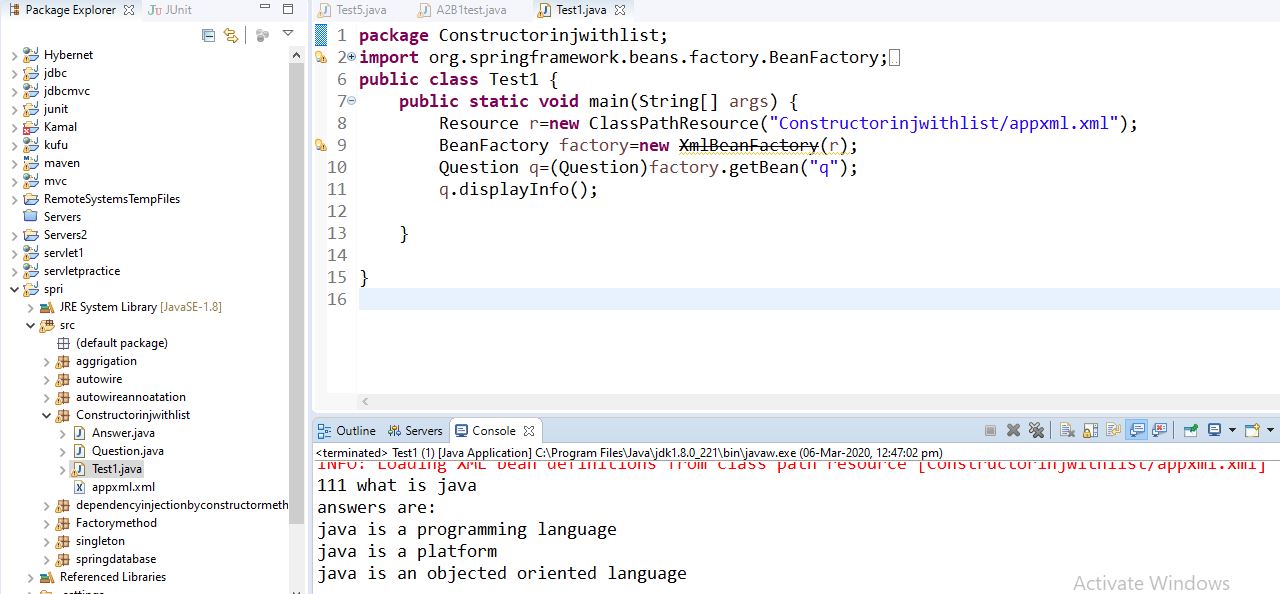 Package Explorer JUnit
Hybernet
jdbc
jdbcmvc
junit
Kamal
kufu
maven
mvc
RemoteSystemsTempFiles
Servers
Servers2
servlet1
servletpractice
spri
JRE System Library [JavaSE-1.8]
src
(default package)
aggrigation
autowire
autowireannoatation
Constructorinjwithlist
Answer.java
Question.java
Test1.java
appxml.xml
dependencyinjectionbyconstructormeth
Factorymethod
singleton
springdatabase
Referenced Libraries
.settings
Test5.java A2B1test.java Test1.java
1 package Constructorinjwithlist;
2 import org.springframework.beans.factory.BeanFactory;
6 public class Test1 {
7 public static void main(String[] args) {
8 Resource r=new ClassPathResource("Constructorinjwithlist/appxml.xml");
9 BeanFactory factory=new XmlBeanFactory(r);
10 Question q=(Question)factory.getBean("q");
11 q.displayInfo();
12
13 }
14
15 }
16
Outline Servers Console
<terminated> Test1 (1) [Java Application] C:\Program Files\Java\jdk1.8.0_221\bin\javaw.exe (06-Mar-2020, 12:47:02 pm)
INFO: Loading XML bean definitions from class path resource [Constructorinjwithlist/appxml.xml]
111 what is java
answers are:
java is a programming language
java is a platform
java is an objected oriented language
Activate Windows